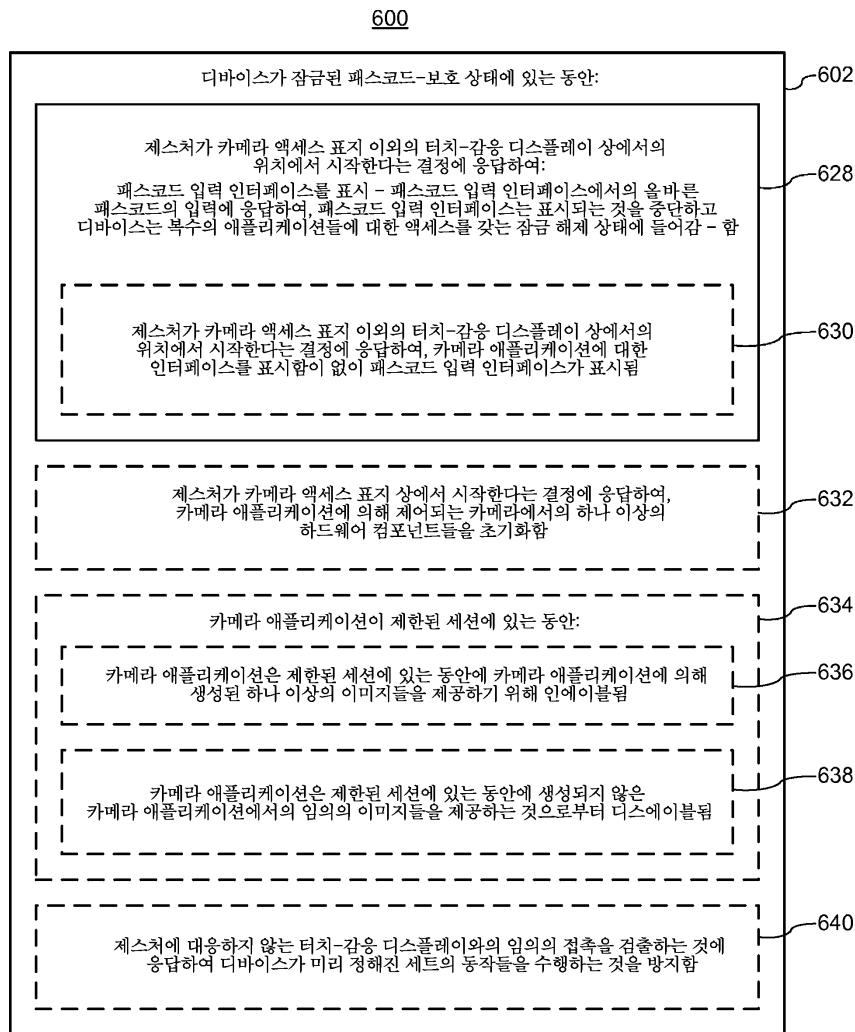 600
디바이스가 잠금된 패스코드-보호 상태에 있는 동안:
602
제스처가 카메라 액세스 표지 이외의 터치-감응 디스플레이 상에서의
위치에서 시작한다는 결정에 응답하여:
패스코드 입력 인터페이스를 표시 - 패스코드 입력 인터페이스에서의 올바른
패스코드의 입력에 응답하여, 패스코드 입력 인터페이스는 표시되는 것을 중단하고
디바이스는 복수의 애플리케이션들에 대한 액세스를 갖는 잠금 해제 상태에 들어감 - 함
628
제스처가 카메라 액세스 표지 이외의 터치-감응 디스플레이 상에서의
위치에서 시작한다는 결정에 응답하여, 카메라 애플리케이션에 대한
인터페이스를 표시함이 없이 패스코드 입력 인터페이스가 표시됨
630
제스처가 카메라 액세스 표지 상에서 시작한다는 결정에 응답하여,
카메라 애플리케이션에 의해 제어되는 카메라에서의 하나 이상의
하드웨어 컴포넌트들을 초기화함
632
카메라 애플리케이션이 제한된 세션에 있는 동안:
634
카메라 애플리케이션은 제한된 세션에 있는 동안에 카메라 애플리케이션에 의해
생성된 하나 이상의 이미지들을 제공하기 위해 인에이블됨
636
카메라 애플리케이션은 제한된 세션에 있는 동안에 생성되지 않은
카메라 애플리케이션에서의 임의의 이미지들을 제공하는 것으로부터 디스에이블됨
638
제스처에 대응하지 않는 터치-감응 디스플레이와의 임의의 접촉을 검출하는 것에
응답하여 디바이스가 미리 정해진 세트의 동작들을 수행하는 것을 방지함
640